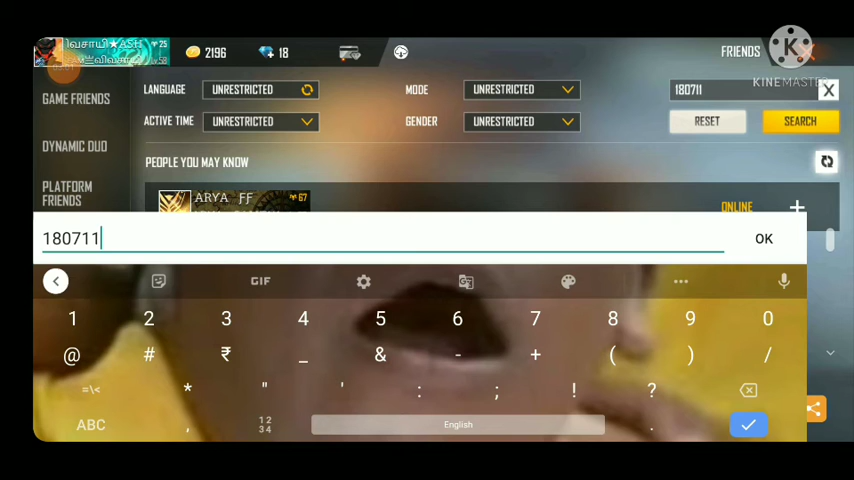 விசாயி★ASH 25
2196
18
FRIENDS
KINEMASTER
GAME FRIENDS
DYNAMIC DUO
PLATFORM
FRIENDS
LANGUAGE UNRESTRICTED
MODE UNRESTRICTED
180711 X
ACTIVE TIME UNRESTRICTED
GENDER UNRESTRICTED
RESET
SEARCH
PEOPLE YOU MAY KNOW
ARYA FF 67
ONLINE +
180711
OK
GIF
1 2 3 4 5 6 7 8 9 0
@ # ₹ _ & - + ( ) /
=\< * " ' : ; ! ?
ABC , 12 34 English .